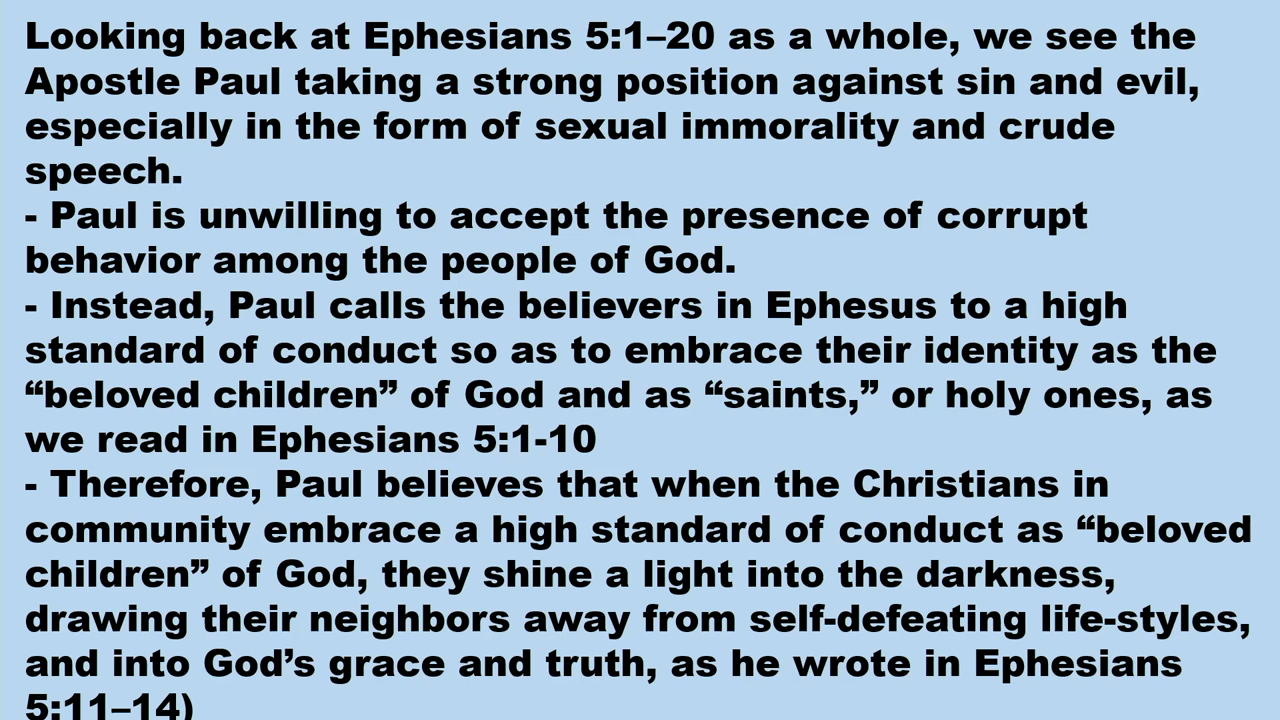 Looking back at Ephesians 5:1–20 as a whole, we see the
Apostle Paul taking a strong position against sin and evil,
especially in the form of sexual immorality and crude
speech.
- Paul is unwilling to accept the presence of corrupt
behavior among the people of God.
- Instead, Paul calls the believers in Ephesus to a high
standard of conduct so as to embrace their identity as the
“beloved children” of God and as “saints,” or holy ones, as
we read in Ephesians 5:1-10
- Therefore, Paul believes that when the Christians in
community embrace a high standard of conduct as “beloved
children” of God, they shine a light into the darkness,
drawing their neighbors away from self-defeating life-styles,
and into God’s grace and truth, as he wrote in Ephesians
5:11–14)